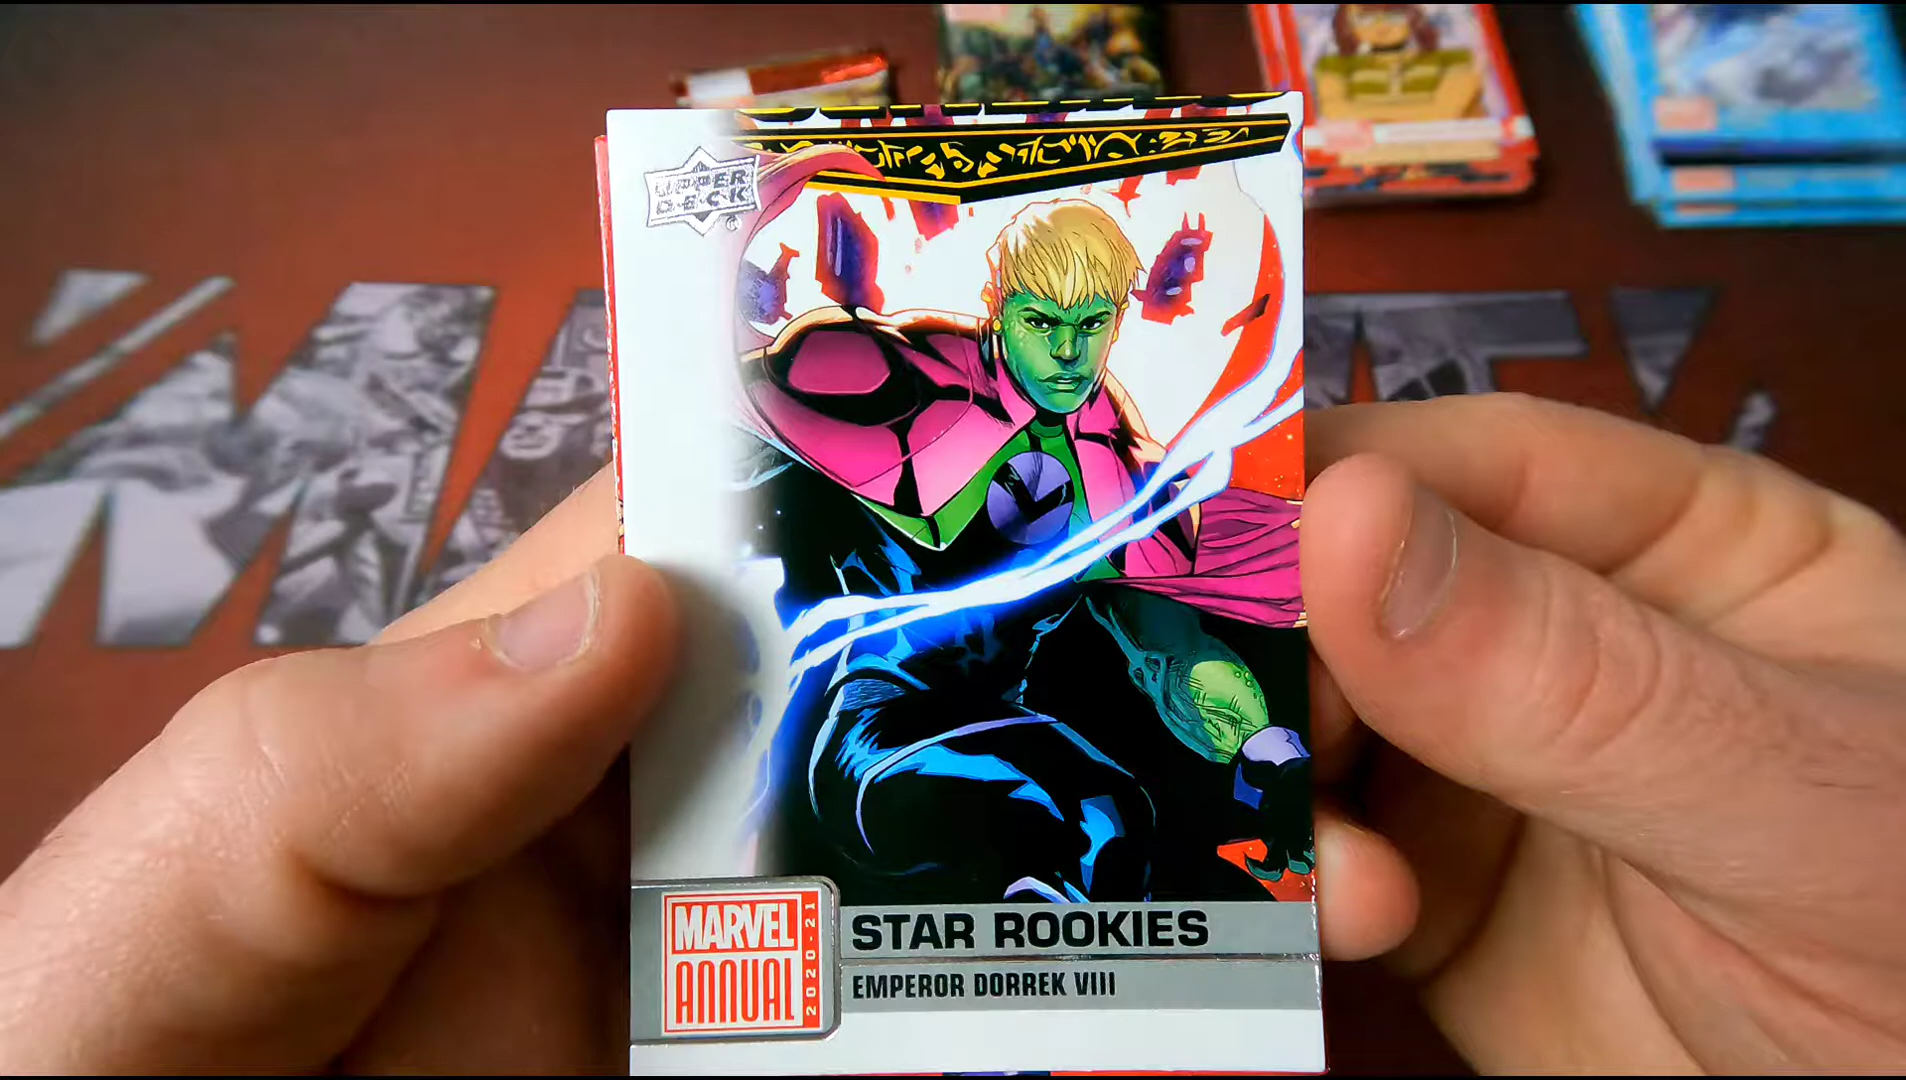 UPPER
DECK
MARVEL
ANNUAL
2020-21
STAR ROOKIES
EMPEROR DORREK VIII